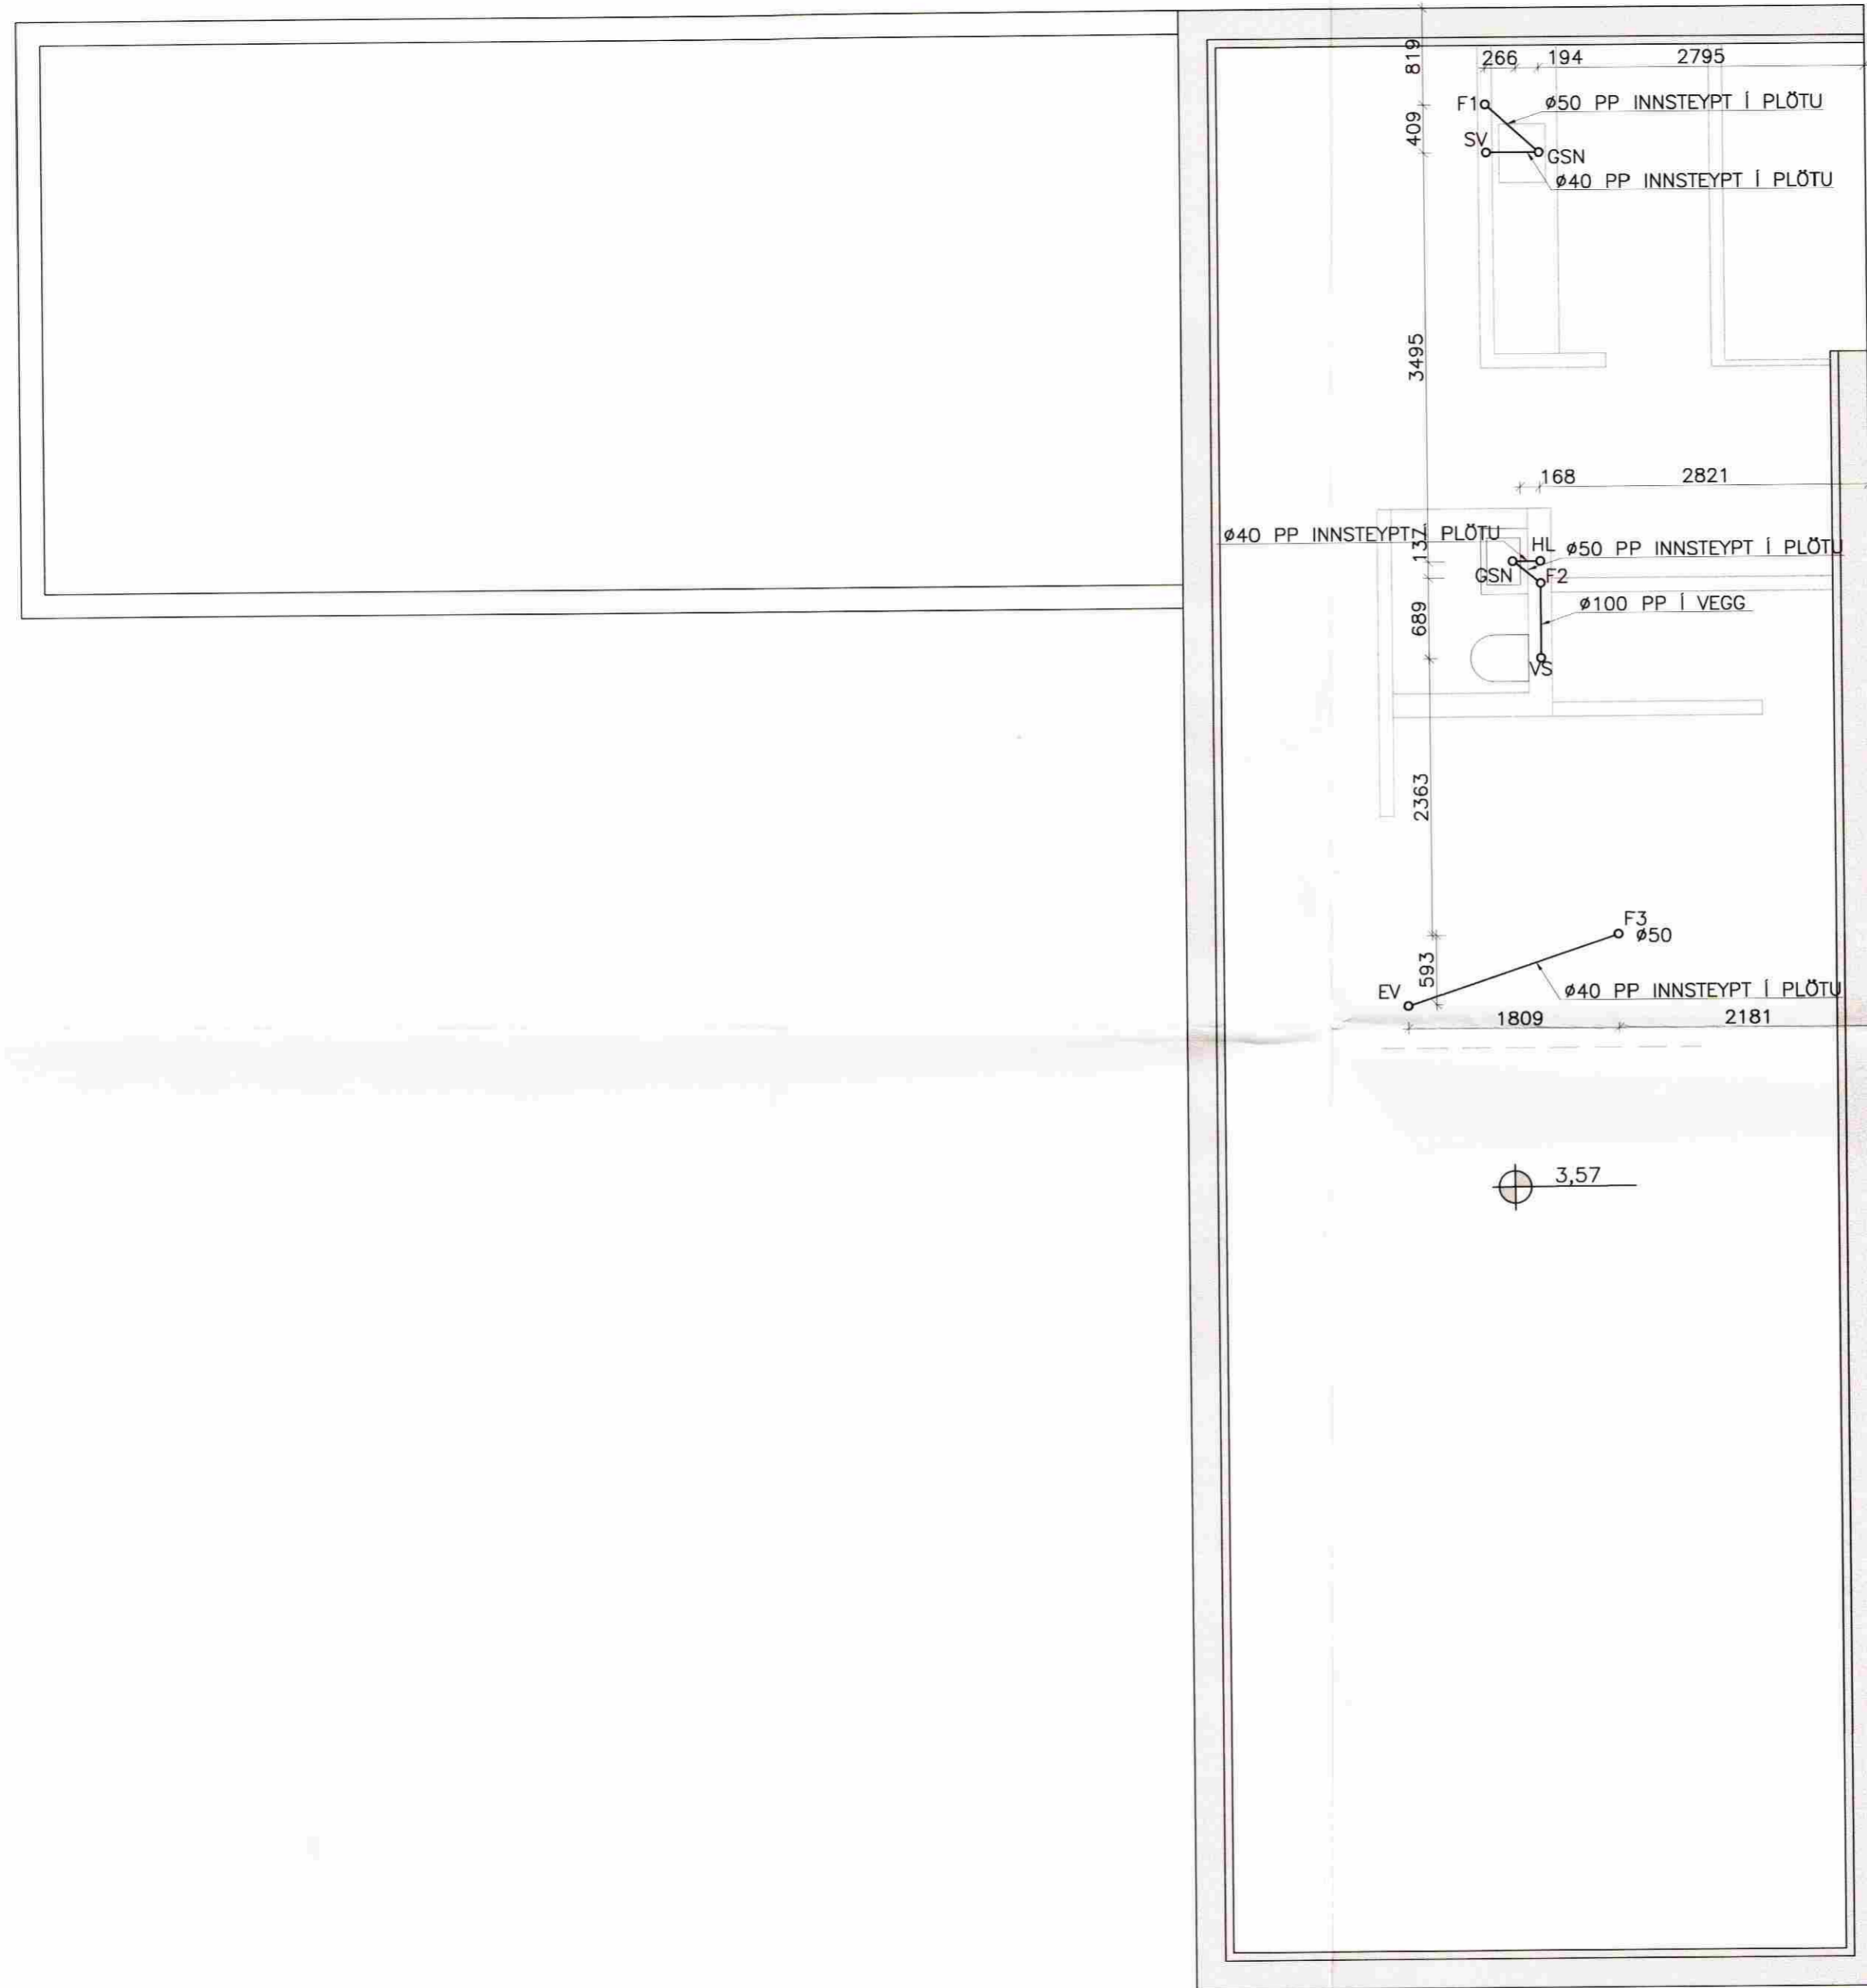 819
266
194
2795
F1
ø50 PP INNSTEYPT Í PLÖTU
409
SV
GSN
ø40 PP INNSTEYPT Í PLÖTU
3495
168
2821
ø40 PP INNSTEYPT Í PLÖTU
137
HL
ø50 PP INNSTEYPT Í PLÖTU
GSN
F2
ø100 PP Í VEGG
689
VS
2363
F3
ø50
593
EV
ø40 PP INNSTEYPT Í PLÖTU
1809
2181
3,57